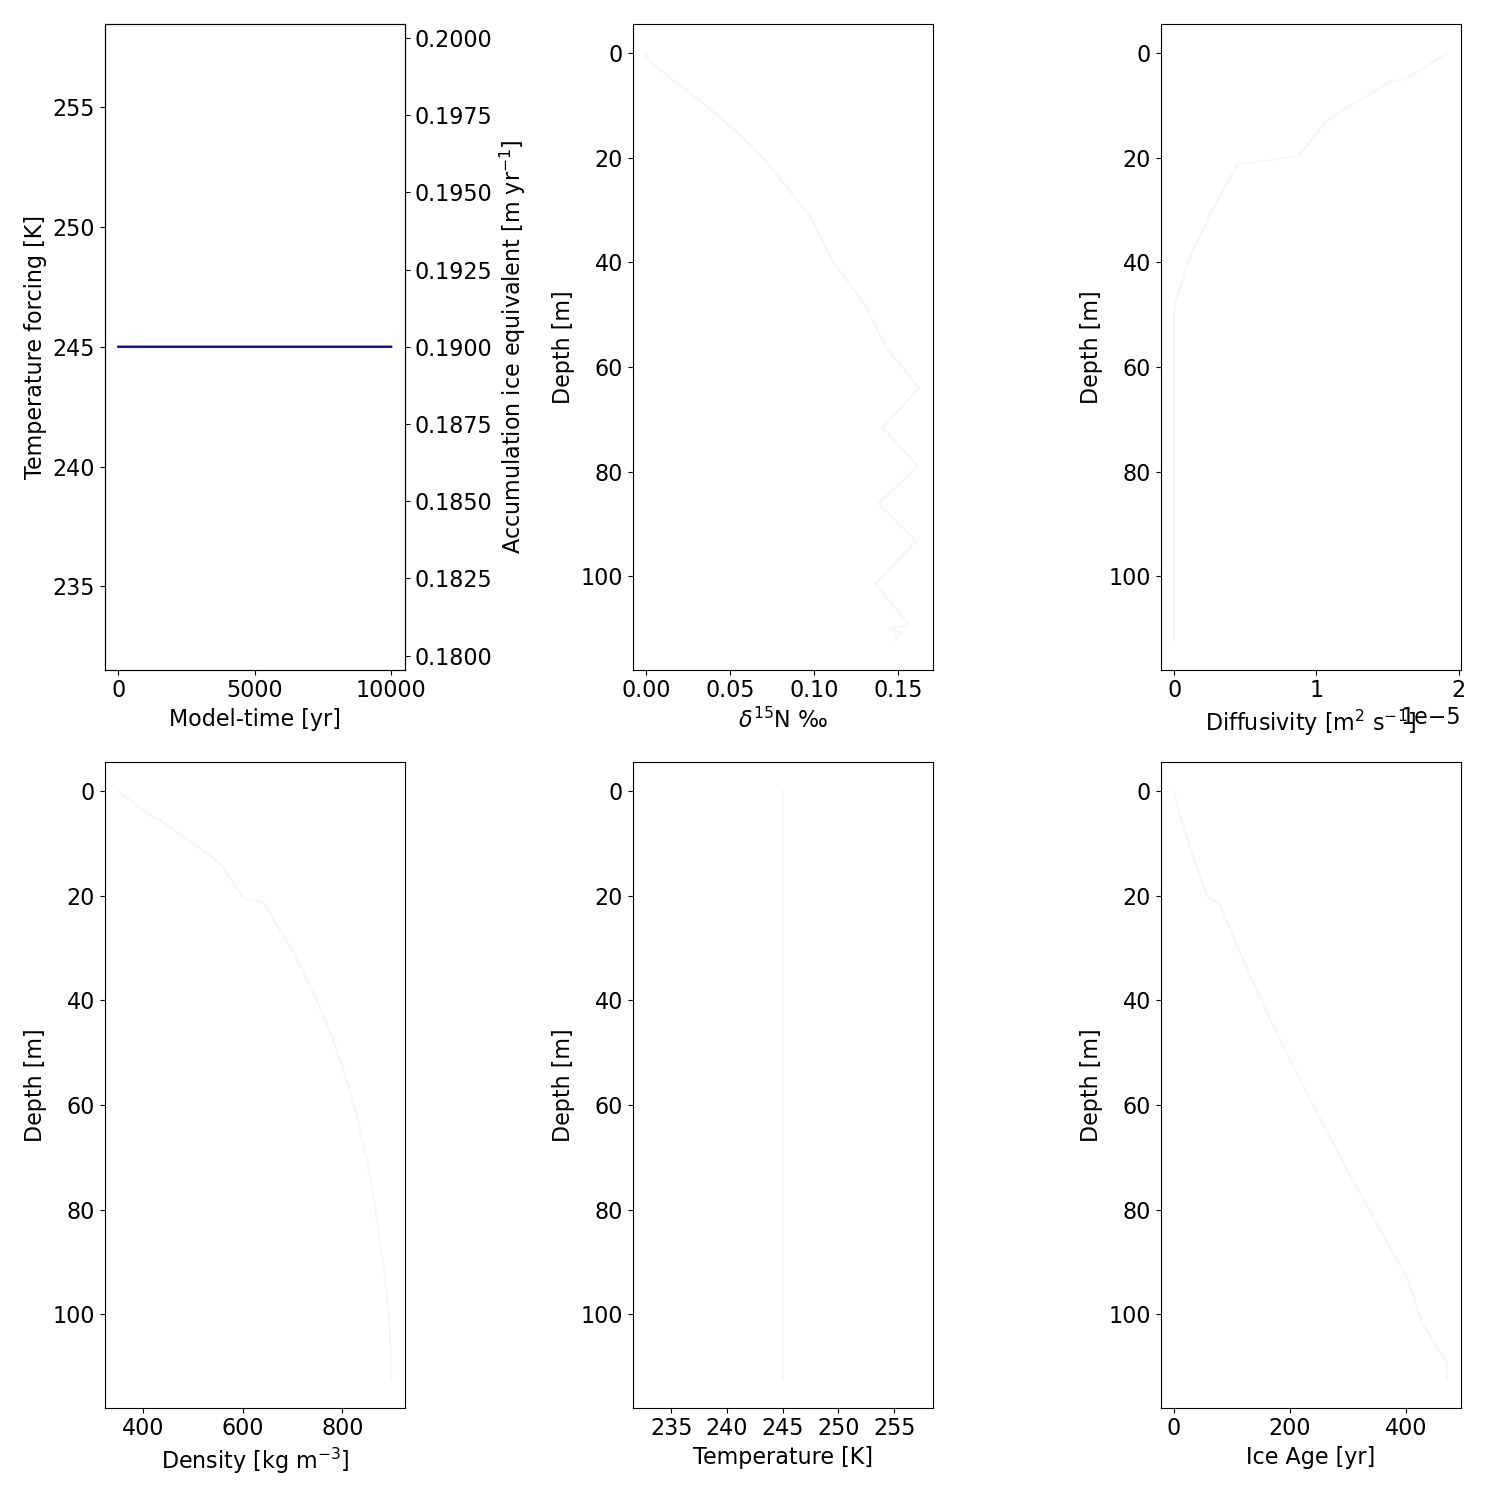 255
250
245
240
235
Temperature forcing [K]
0.2000
0.1975
0.1950
0.1925
0.1900
0.1875
0.1850
0.1825
0.1800
Accumulation ice equivalent [m yr⁻¹]
0 5000 10000
Model-time [yr]
0
20
40
60
80
100
Depth [m]
0.00 0.05 0.10 0.15
δ¹⁵N ‰
0
20
40
60
80
100
Depth [m]
0 1 2
Diffusivity [m² s⁻¹]
1e−5
0
20
40
60
80
100
Depth [m]
400 600 800
Density [kg m⁻³]
0
20
40
60
80
100
Depth [m]
235 240 245 250 255
Temperature [K]
0
20
40
60
80
100
Depth [m]
0 200 400
Ice Age [yr]